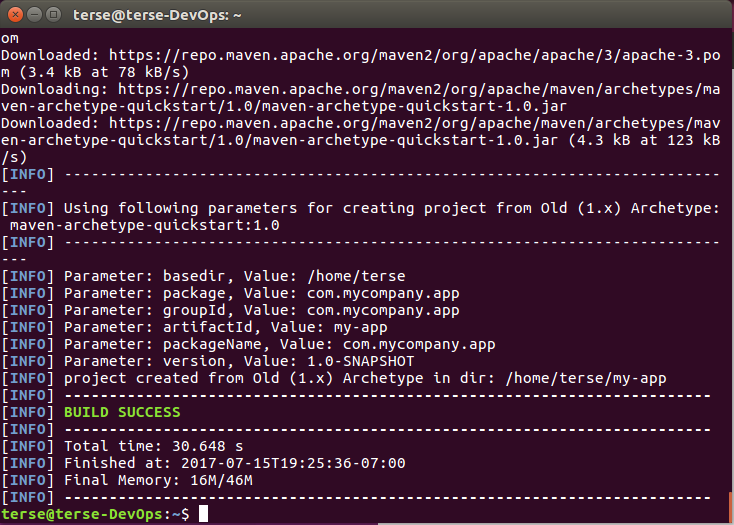 terse@terse-DevOps: ~
om
Downloaded: https://repo.maven.apache.org/maven2/org/apache/apache/3/apache-3.po
m (3.4 kB at 78 kB/s)
Downloading: https://repo.maven.apache.org/maven2/org/apache/maven/archetypes/ma
ven-archetype-quickstart/1.0/maven-archetype-quickstart-1.0.jar
Downloaded: https://repo.maven.apache.org/maven2/org/apache/maven/archetypes/mav
en-archetype-quickstart/1.0/maven-archetype-quickstart-1.0.jar (4.3 kB at 123 kB
/s)
[INFO] -------------------------------------------------------------------------
---
[INFO] Using following parameters for creating project from Old (1.x) Archetype:
 maven-archetype-quickstart:1.0
[INFO] -------------------------------------------------------------------------
---
[INFO] Parameter: basedir, Value: /home/terse
[INFO] Parameter: package, Value: com.mycompany.app
[INFO] Parameter: groupId, Value: com.mycompany.app
[INFO] Parameter: artifactId, Value: my-app
[INFO] Parameter: packageName, Value: com.mycompany.app
[INFO] Parameter: version, Value: 1.0-SNAPSHOT
[INFO] project created from Old (1.x) Archetype in dir: /home/terse/my-app
[INFO] ------------------------------------------------------------------------
[INFO] BUILD SUCCESS
[INFO] ------------------------------------------------------------------------
[INFO] Total time: 30.648 s
[INFO] Finished at: 2017-07-15T19:25:36-07:00
[INFO] Final Memory: 16M/46M
[INFO] ------------------------------------------------------------------------
terse@terse-DevOps:~$